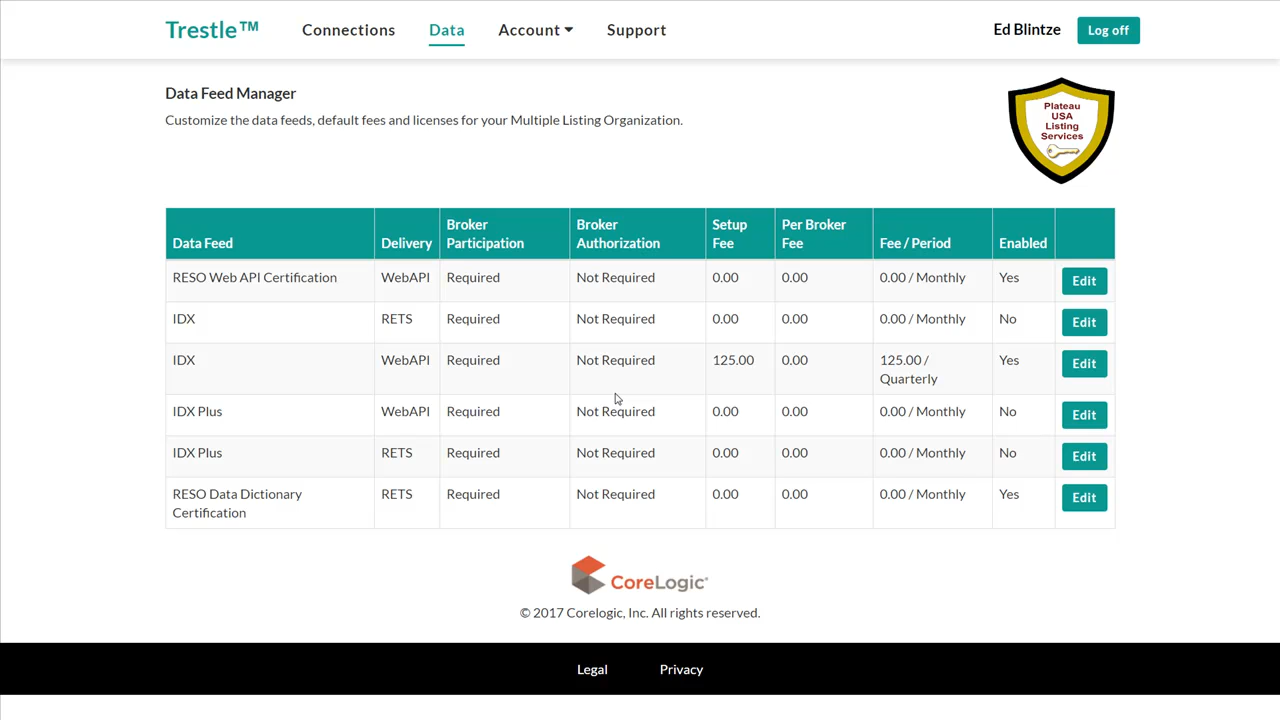 Trestle™ Connections Data Account Support Ed Blintze Log off
Data Feed Manager
Customize the data feeds, default fees and licenses for your Multiple Listing Organization.
Plateau
USA
Listing
Services
Data Feed Delivery Broker Participation Broker Authorization Setup Fee Per Broker Fee Fee / Period Enabled
RESO Web API Certification WebAPI Required Not Required 0.00 0.00 0.00 / Monthly Yes Edit
IDX RETS Required Not Required 0.00 0.00 0.00 / Monthly No Edit
IDX WebAPI Required Not Required 125.00 0.00 125.00 / Quarterly Yes Edit
IDX Plus WebAPI Required Not Required 0.00 0.00 0.00 / Monthly No Edit
IDX Plus RETS Required Not Required 0.00 0.00 0.00 / Monthly No Edit
RESO Data Dictionary Certification RETS Required Not Required 0.00 0.00 0.00 / Monthly Yes Edit
CoreLogic
© 2017 Corelogic, Inc. All rights reserved.
Legal Privacy